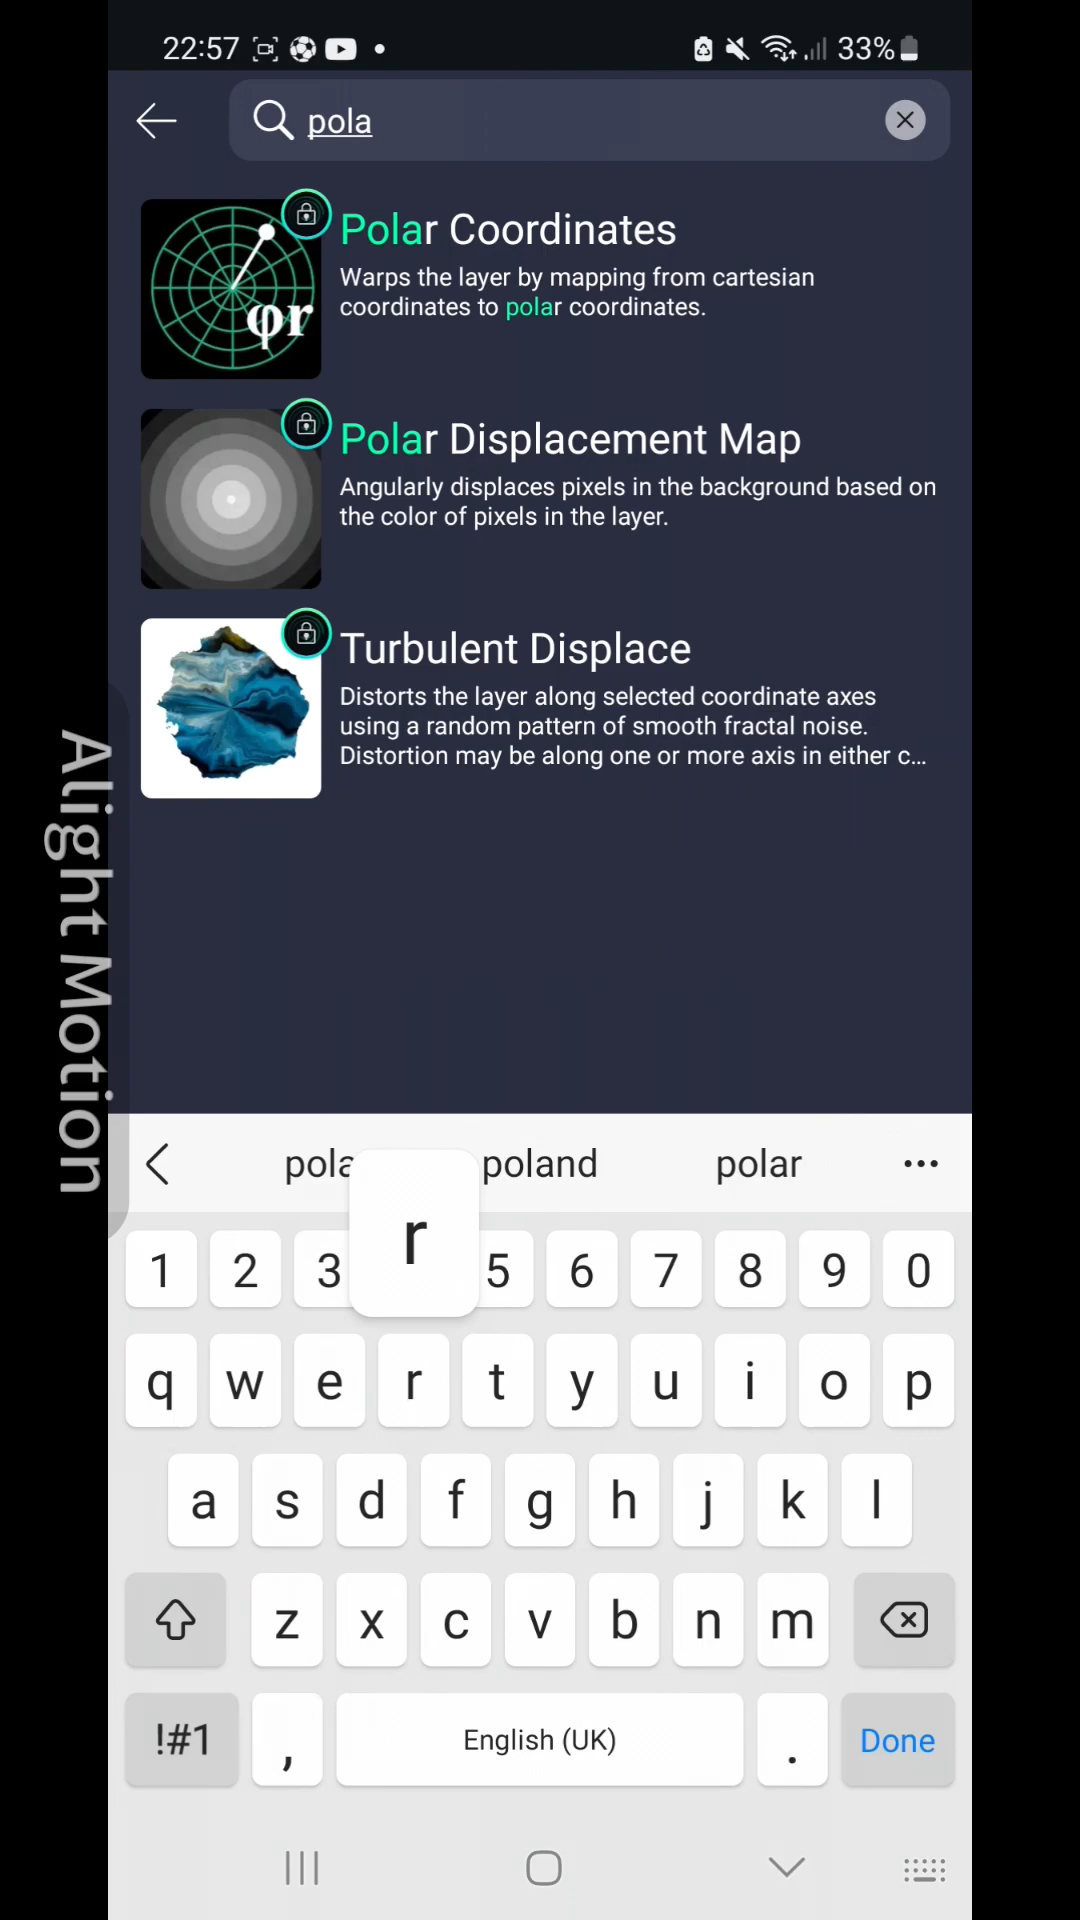 22:57
33%
pola
φr
Polar Coordinates
Warps the layer by mapping from cartesian
coordinates to polar coordinates.
Polar Displacement Map
Angularly displaces pixels in the background based on
the color of pixels in the layer.
Turbulent Displace
Distorts the layer along selected coordinate axes
using a random pattern of smooth fractal noise.
Distortion may be along one or more axis in either c...
Alight Motion
pola poland polar
r
1 2 3 5 6 7 8 9 0
q w e r t y u i o p
a s d f g h j k l
z x c v b n m
!#1 , English (UK) . Done